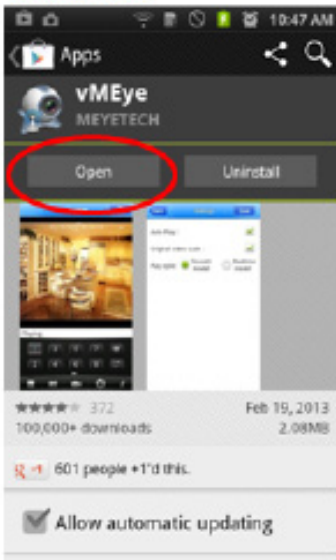 10:47 AM
Apps
vMEye
MEYETECH
Open
Uninstall
372
Feb 19, 2013
100,000+ downloads
2.08MB
601 people +1'd this.
Allow automatic updating